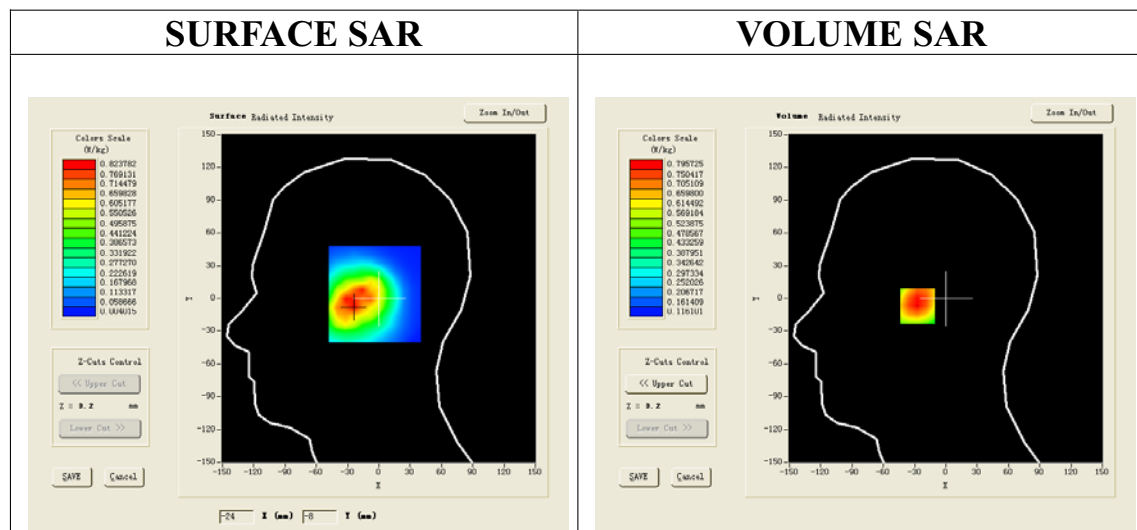 SURFACE SAR
VOLUME SAR
Surface Radiated Intensity
Zoom In/Out
Colors Scale
(W/kg)
0.823782
0.769131
0.714479
0.659828
0.605177
0.550526
0.495875
0.441224
0.386573
0.331922
0.277270
0.222619
0.167968
0.113317
0.058666
0.004015
Z-Cuts Control
<< Upper Cut
Z = 0.2 mm
Lower Cut >>
SAVE Cancel
150
120
90
60
30
0
-30
-60
-90
-120
-150
Y
-150 -120 -90 -60 -30 0 30 60 90 120 150
X
-24 X (mm) -8 Y (mm)
Volume Radiated Intensity
Zoom In/Out
Colors Scale
(W/kg)
0.795725
0.750417
0.705109
0.659800
0.614492
0.569184
0.523875
0.478567
0.433259
0.387951
0.342642
0.297334
0.252026
0.206717
0.161409
0.116101
Z-Cuts Control
<< Upper Cut
Z = 0.2 mm
Lower Cut >>
SAVE Cancel
150
120
90
60
30
0
-30
-60
-90
-120
-150
Y
-150 -120 -90 -60 -30 0 30 60 90 120 150
X